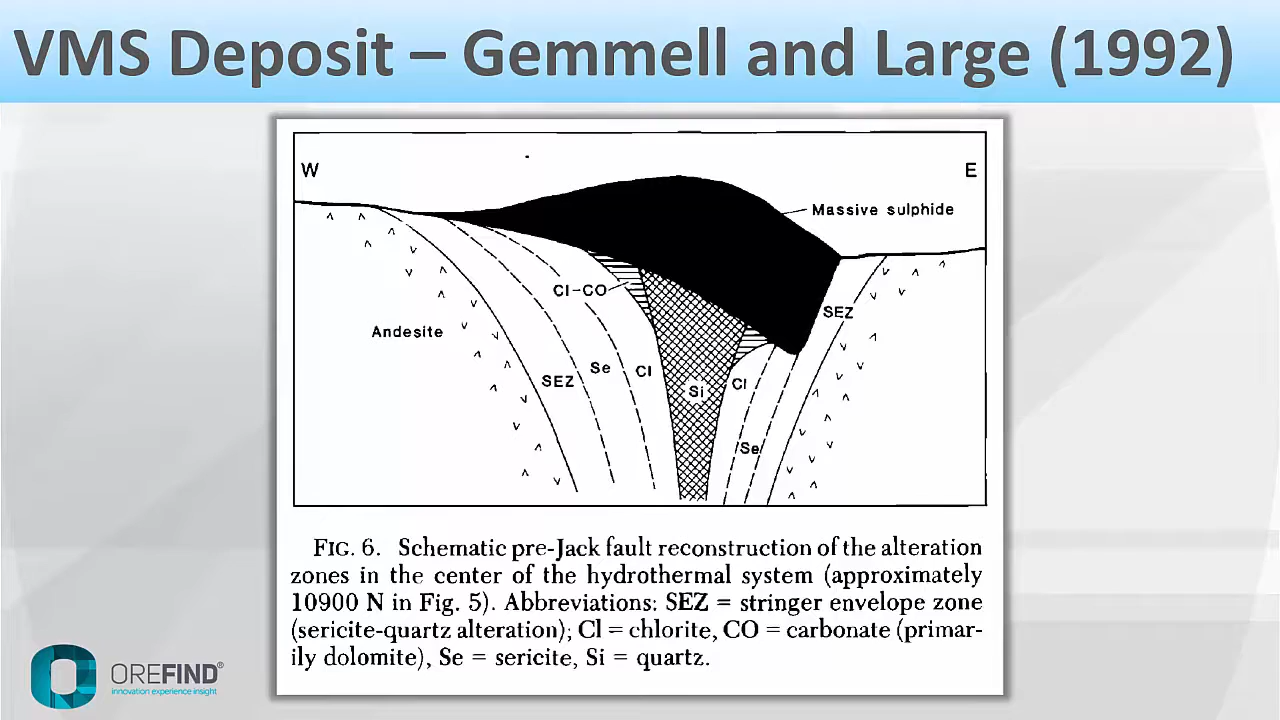 VMS Deposit – Gemmell and Large (1992)
W
E
Massive sulphide
Cl-CO
SEZ
Andesite
Se
Cl
SEZ
Cl
Si
Se
FIG. 6. Schematic pre-Jack fault reconstruction of the alteration
zones in the center of the hydrothermal system (approximately
10900 N in Fig. 5). Abbreviations: SEZ = stringer envelope zone
(sericite-quartz alteration); Cl = chlorite, CO = carbonate (primar-
ily dolomite), Se = sericite, Si = quartz.
OREFIND®
innovation experience insight